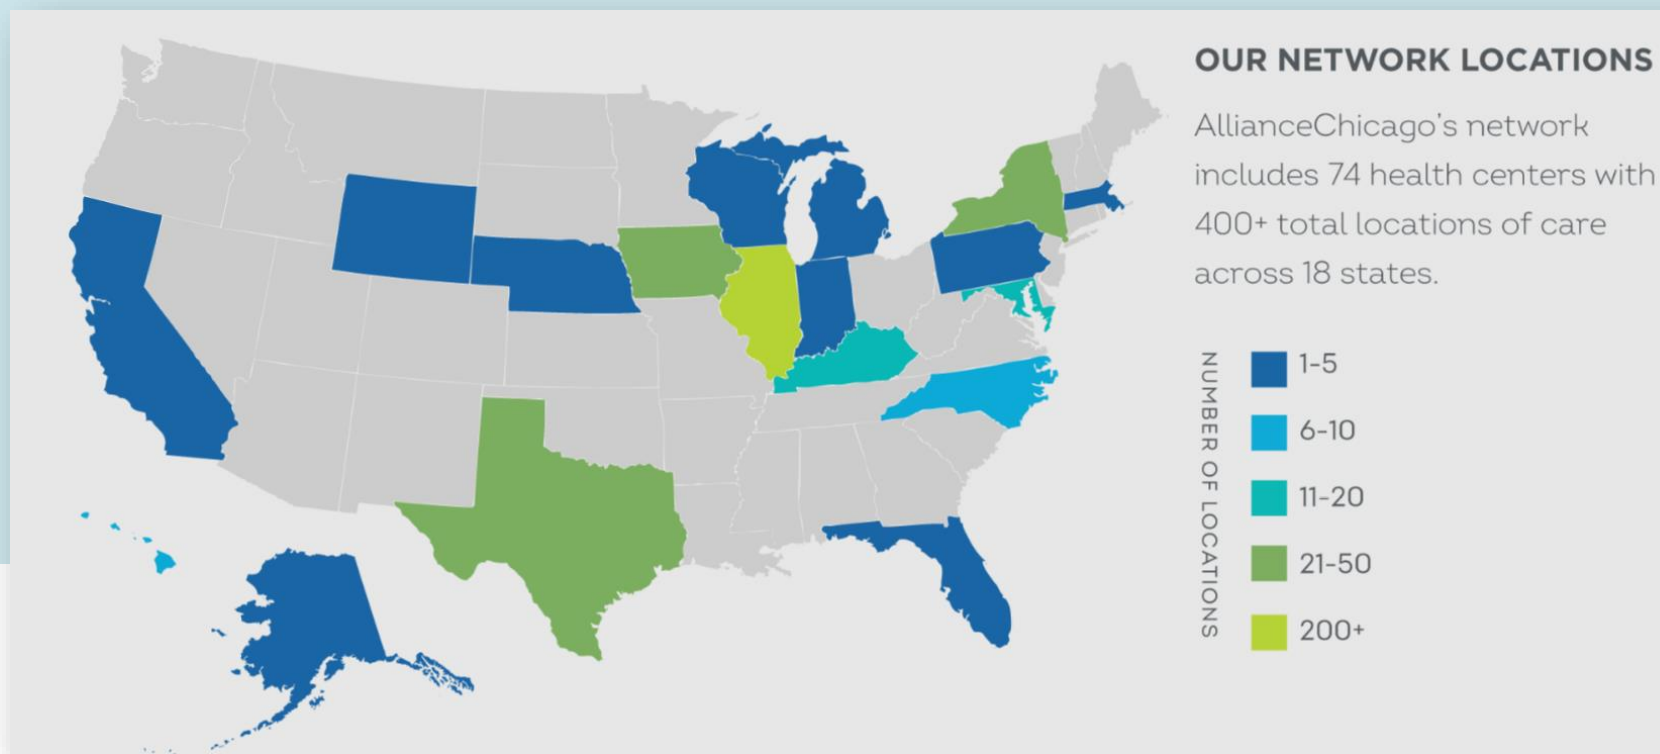 OUR NETWORK LOCATIONS
AllianceChicago's network
includes 74 health centers with
400+ total locations of care
across 18 states.
NUMBER OF LOCATIONS
1-5
6-10
11-20
21-50
200+